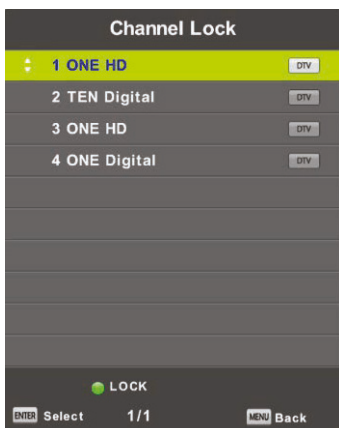 Channel Lock
1 ONE HD DTV
2 TEN Digital DTV
3 ONE HD DTV
4 ONE Digital DTV
LOCK
ENTER Select 1/1 MENU Back